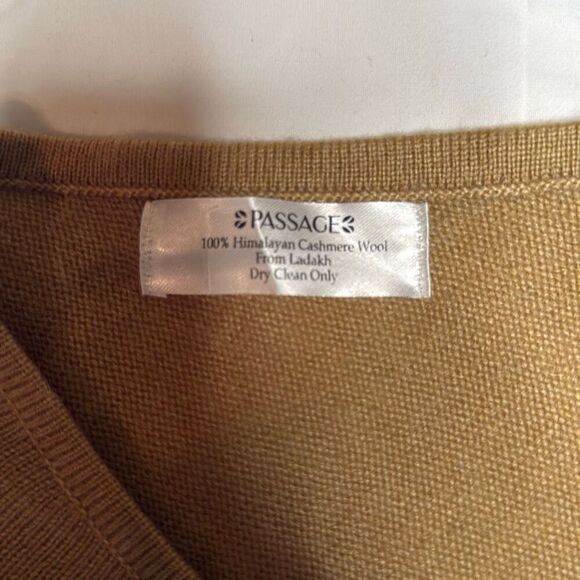 PASSAGE
100% Himalayan Cashmere Wool
From Ladakh
Dry Clean Only